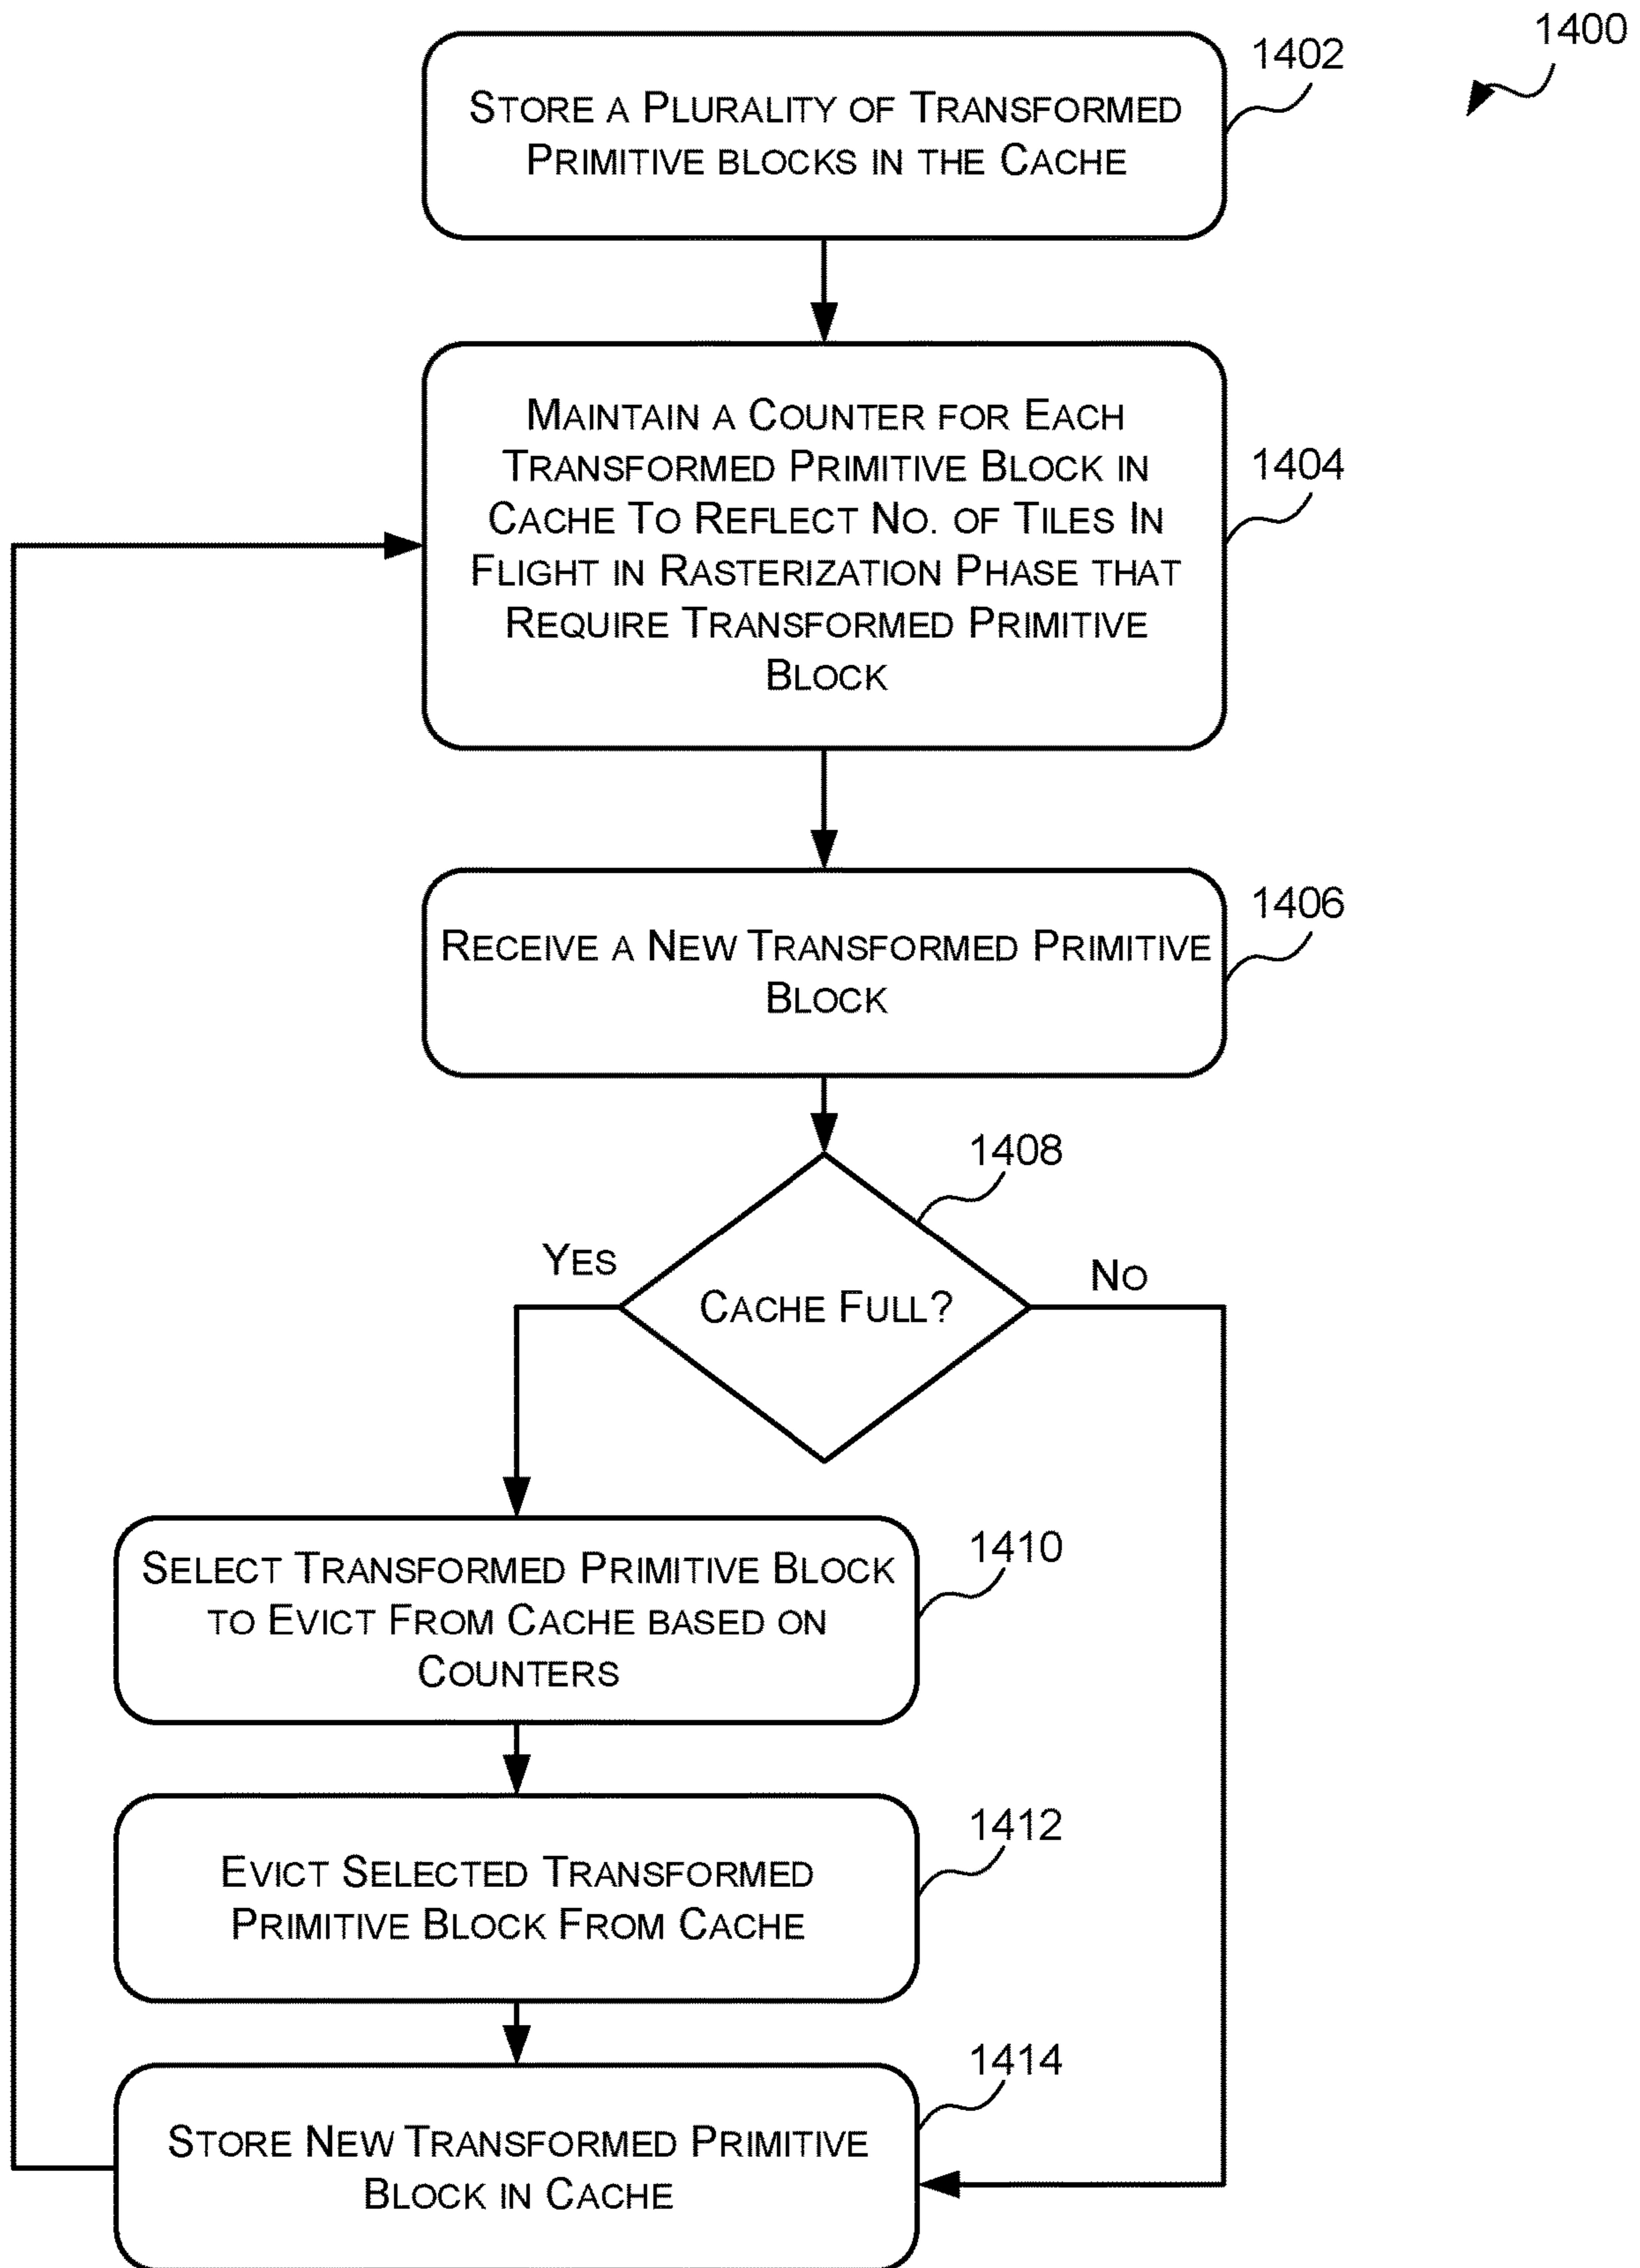 1400
1402
STORE A PLURALITY OF TRANSFORMED
PRIMITIVE BLOCKS IN THE CACHE
MAINTAIN A COUNTER FOR EACH
TRANSFORMED PRIMITIVE BLOCK IN
CACHE TO REFLECT NO. OF TILES IN
FLIGHT IN RASTERIZATION PHASE THAT
REQUIRE TRANSFORMED PRIMITIVE
BLOCK
1404
RECEIVE A NEW TRANSFORMED PRIMITIVE
BLOCK
1406
1408
YES
NO
CACHE FULL?
SELECT TRANSFORMED PRIMITIVE BLOCK
TO EVICT FROM CACHE BASED ON
COUNTERS
1410
EVICT SELECTED TRANSFORMED
PRIMITIVE BLOCK FROM CACHE
1412
STORE NEW TRANSFORMED PRIMITIVE
BLOCK IN CACHE
1414